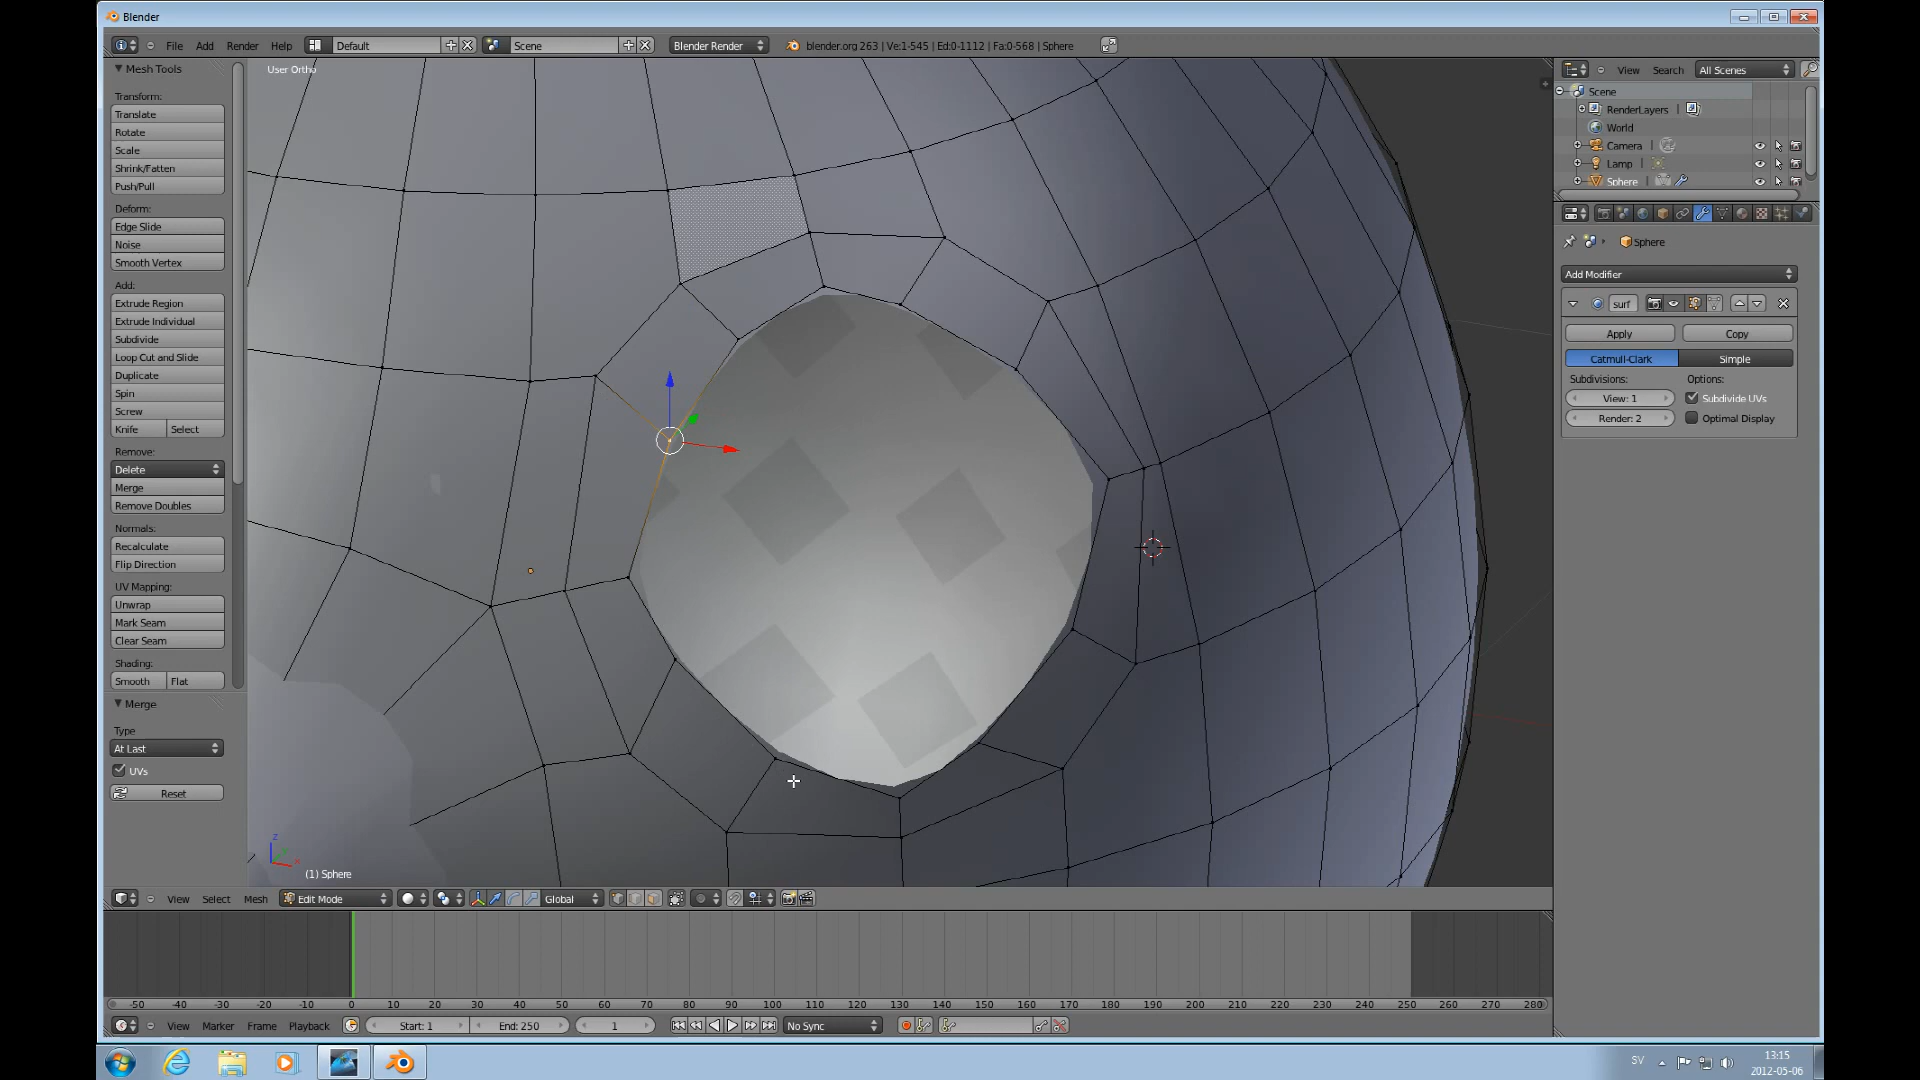 Blender
File Add Render Help Default Scene Blender Render blender.org 263 | Ve:1-545 | Ed:0-1112 | Fa:0-568 | Sphere
Mesh Tools
Transform:
Translate
Rotate
Scale
Shrink/Fatten
Push/Pull
Deform:
Edge Slide
Noise
Smooth Vertex
Add:
Extrude Region
Extrude Individual
Subdivide
Loop Cut and Slide
Duplicate
Spin
Screw
Knife Select
Remove:
Delete
Merge
Remove Doubles
Normals:
Recalculate
Flip Direction
UV Mapping:
Unwrap
Mark Seam
Clear Seam
Shading:
Smooth Flat
Merge
Type
At Last
UVs
Reset
User Ortho
z
x
(1) Sphere
View Search All Scenes
Scene
RenderLayers
World
Camera
Lamp
Sphere
Sphere
Add Modifier
surf
Apply Copy
Catmull-Clark Simple
Subdivisions: Options:
View: 1 Subdivide UVs
Render: 2 Optimal Display
View Select Mesh Edit Mode Global
-50 -40 -30 -20 -10 0 10 20 30 40 50 60 70 80 90 100 110 120 130 140 150 160 170 180 190 200 210 220 230 240 250 260 270 280
View Marker Frame Playback Start: 1 End: 250 1 No Sync
SV 13:15
2012-05-06